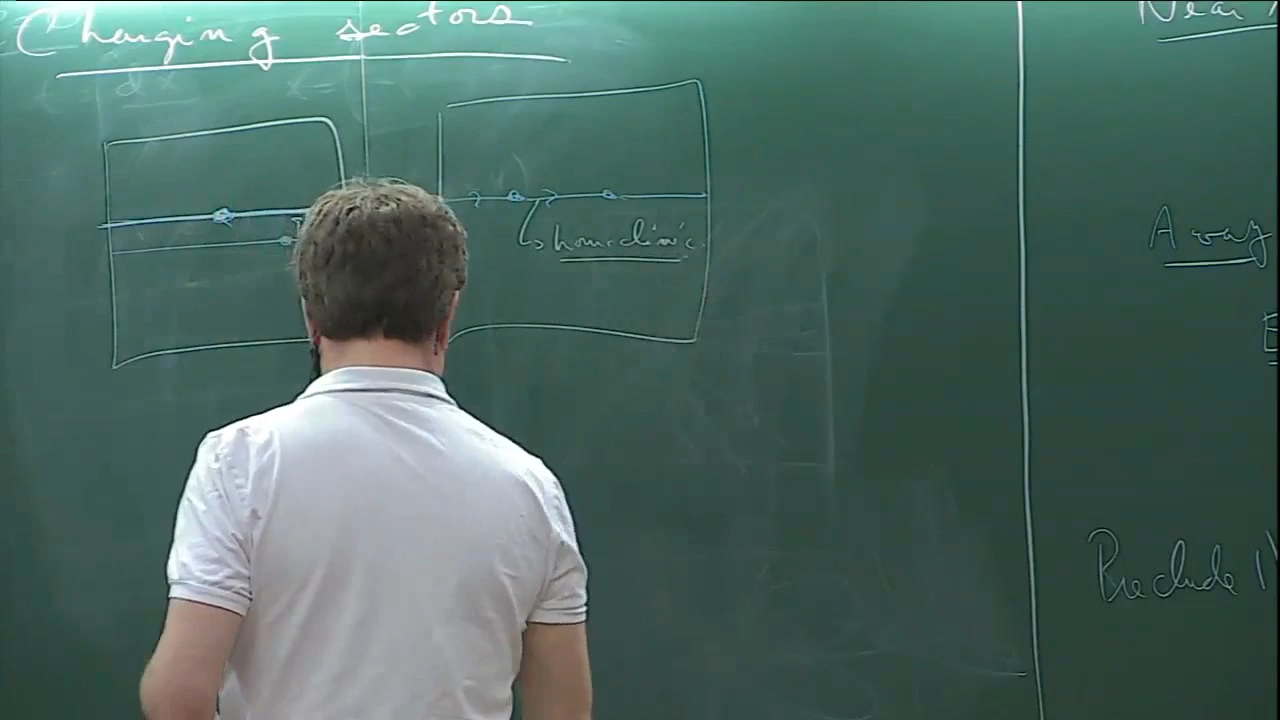 Changing sectors
homoclinic
Near
Away
Preclude